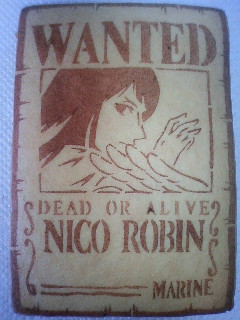 WANTED
DEAD OR ALIVE
NICO ROBIN
MARINE